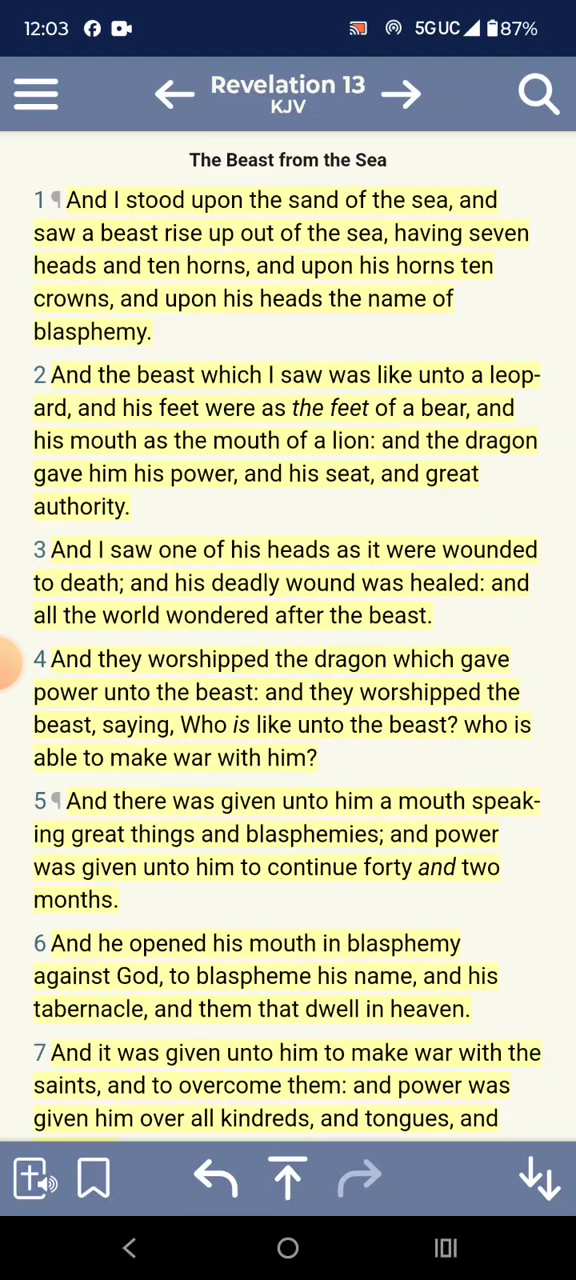 12:03 5G UC 87%
Revelation 13
KJV
The Beast from the Sea
1 ¶ And I stood upon the sand of the sea, and
saw a beast rise up out of the sea, having seven
heads and ten horns, and upon his horns ten
crowns, and upon his heads the name of
blasphemy.
2 And the beast which I saw was like unto a leop-
ard, and his feet were as the feet of a bear, and
his mouth as the mouth of a lion: and the dragon
gave him his power, and his seat, and great
authority.
3 And I saw one of his heads as it were wounded
to death; and his deadly wound was healed: and
all the world wondered after the beast.
4 And they worshipped the dragon which gave
power unto the beast: and they worshipped the
beast, saying, Who is like unto the beast? who is
able to make war with him?
5 ¶ And there was given unto him a mouth speak-
ing great things and blasphemies; and power
was given unto him to continue forty and two
months.
6 And he opened his mouth in blasphemy
against God, to blaspheme his name, and his
tabernacle, and them that dwell in heaven.
7 And it was given unto him to make war with the
saints, and to overcome them: and power was
given him over all kindreds, and tongues, and